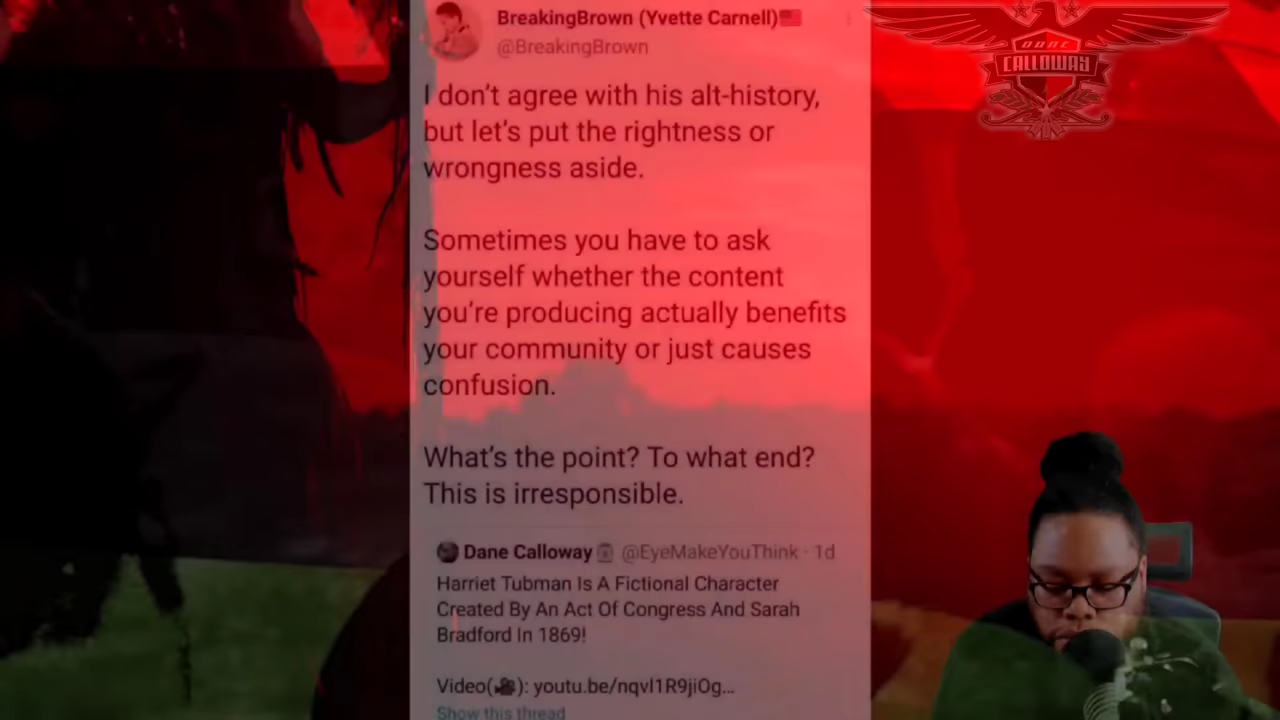 BreakingBrown (Yvette Carnell)
@BreakingBrown
I don't agree with his alt-history,
but let's put the rightness or
wrongness aside.
Sometimes you have to ask
yourself whether the content
you're producing actually benefits
your community or just causes
confusion.
What's the point? To what end?
This is irresponsible.
Dane Calloway @EyeMakeYouThink · 1d
Harriet Tubman Is A Fictional Character
Created By An Act Of Congress And Sarah
Bradford In 1869!
Video(🎥): youtu.be/nqvl1R9jiOg...
Show this thread
DANE
CALLOWAY